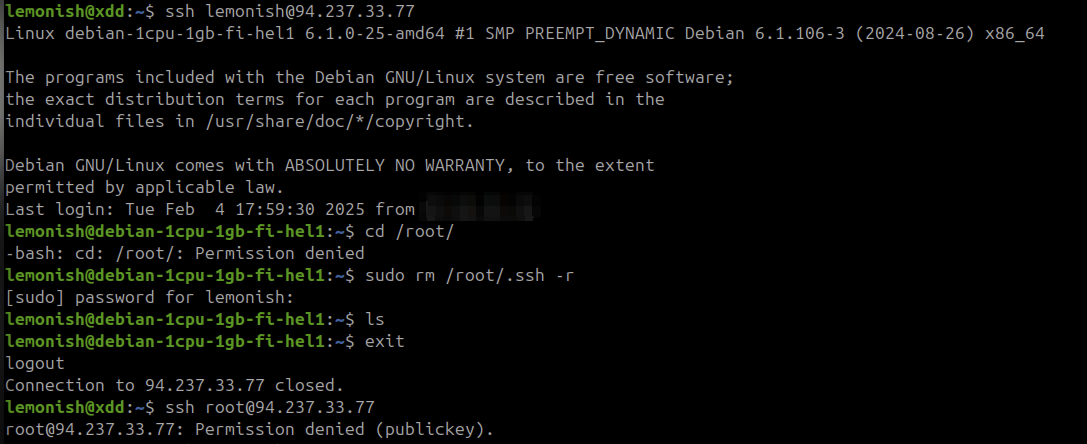 lemonish@xdd:~$ ssh lemonish@94.237.33.77
Linux debian-1cpu-1gb-fi-hel1 6.1.0-25-amd64 #1 SMP PREEMPT_DYNAMIC Debian 6.1.106-3 (2024-08-26) x86_64
The programs included with the Debian GNU/Linux system are free software;
the exact distribution terms for each program are described in the
individual files in /usr/share/doc/*/copyright.
Debian GNU/Linux comes with ABSOLUTELY NO WARRANTY, to the extent
permitted by applicable law.
Last login: Tue Feb  4 17:59:30 2025 from
lemonish@debian-1cpu-1gb-fi-hel1:~$ cd /root/
-bash: cd: /root/: Permission denied
lemonish@debian-1cpu-1gb-fi-hel1:~$ sudo rm /root/.ssh -r
[sudo] password for lemonish:
lemonish@debian-1cpu-1gb-fi-hel1:~$ ls
lemonish@debian-1cpu-1gb-fi-hel1:~$ exit
logout
Connection to 94.237.33.77 closed.
lemonish@xdd:~$ ssh root@94.237.33.77
root@94.237.33.77: Permission denied (publickey).